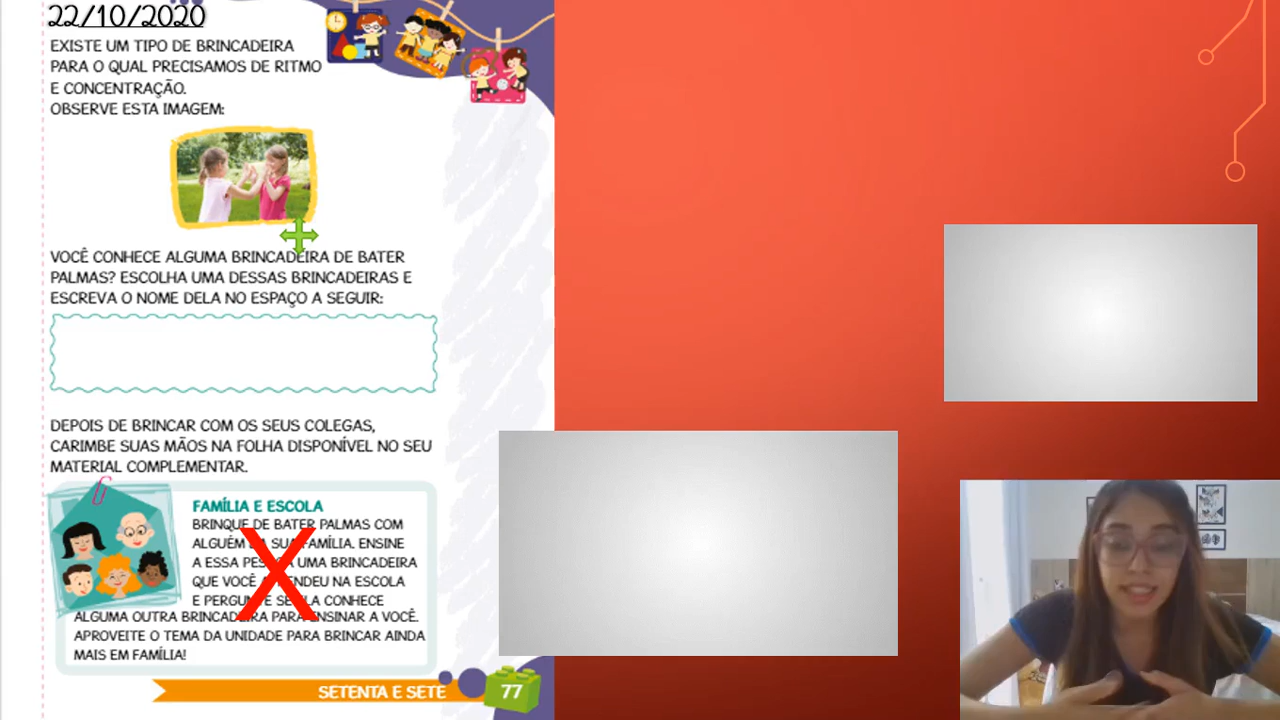 22/10/2020
EXISTE UM TIPO DE BRINCADEIRA
PARA O QUAL PRECISAMOS DE RITMO
E CONCENTRAÇÃO.
OBSERVE ESTA IMAGEM:
VOCÊ CONHECE ALGUMA BRINCADEIRA DE BATER
PALMAS? ESCOLHA UMA DESSAS BRINCADEIRAS E
ESCREVA O NOME DELA NO ESPAÇO A SEGUIR:
DEPOIS DE BRINCAR COM OS SEUS COLEGAS,
CARIMBE SUAS MÃOS NA FOLHA DISPONÍVEL NO SEU
MATERIAL COMPLEMENTAR.
FAMÍLIA E ESCOLA
BRINQUE DE BATER PALMAS COM
ALGUÉM SUA FAMÍLIA. ENSINE
A ESSA UMA BRINCADEIRA
QUE VOCÊ NA ESCOLA
E CONHECE
ALGUMA OUTRA BRINCADEIRA PARA ENSINAR A VOCÊ.
APROVEITE O TEMA DA UNIDADE PARA BRINCAR AINDA
MAIS EM FAMÍLIA!
SETENTA E SETE 77